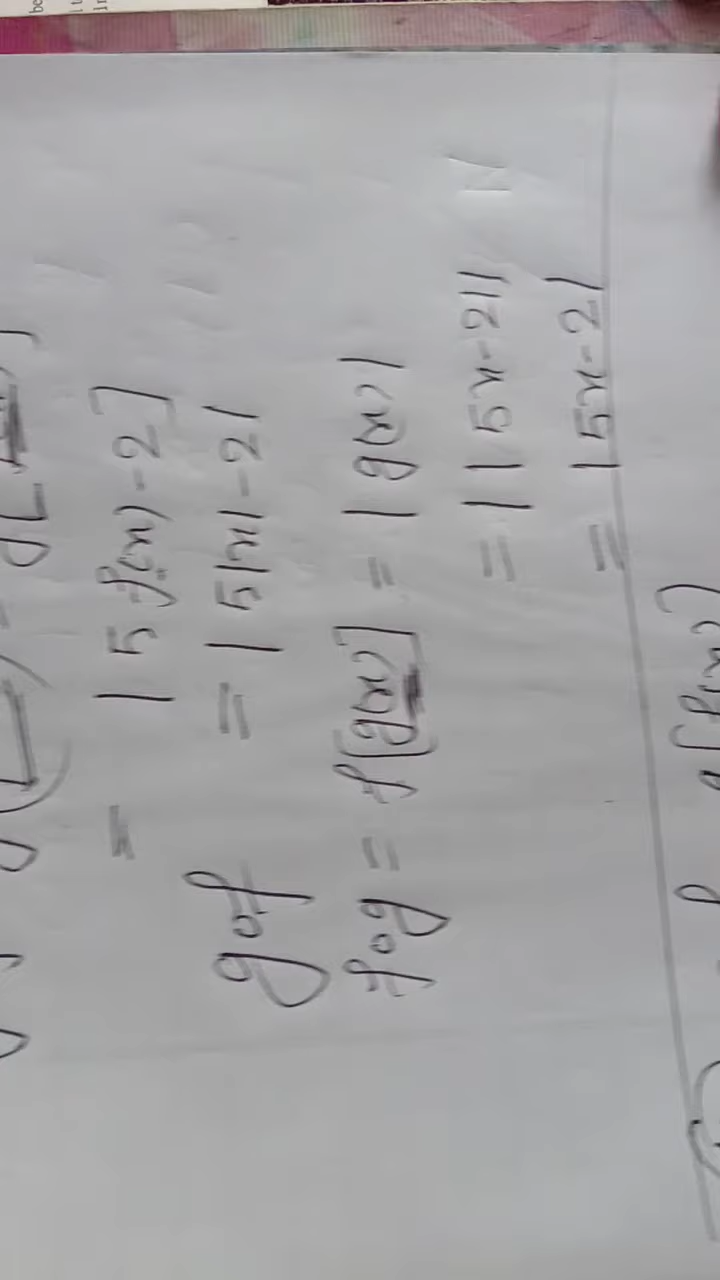 = | 5 f(x) - 2]
gof = | 5|x| - 2|
fog = f[g(x)] = |g(x)|
= | | 5x - 2 | |
= | 5x - 2 |
g[f(x)]